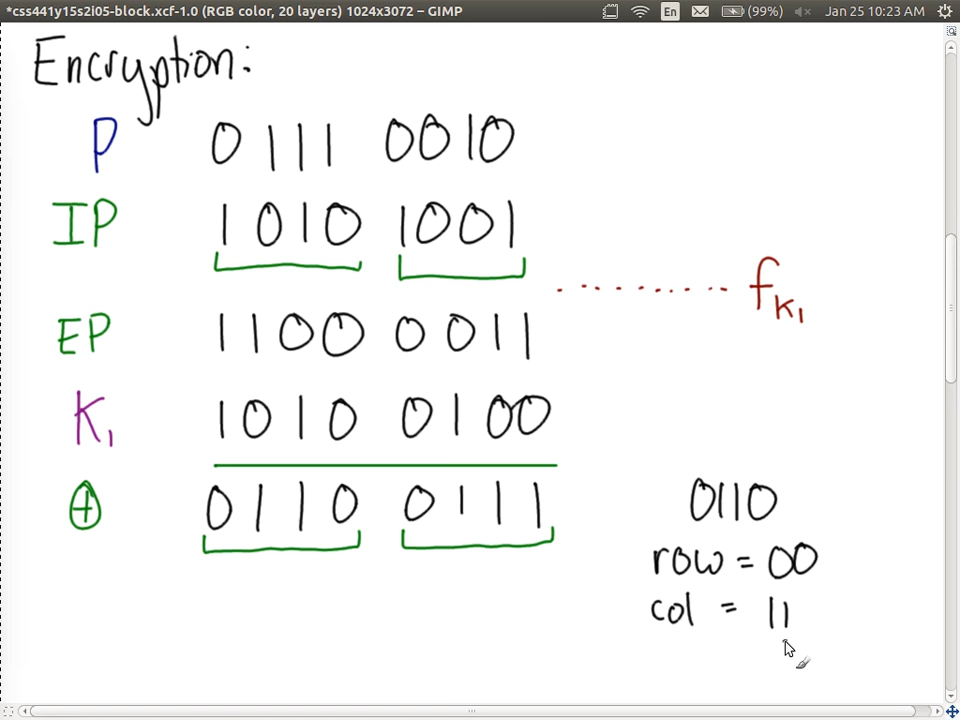 *css441y15s2i05-block.xcf-1.0 (RGB color, 20 layers) 1024x3072 – GIMP En (99%) Jan 25 10:23 AM
Encryption:
P 0111 0010
IP 1010 1001
f K1
EP 1100 0011
K1 1010 0100
⊕ 0110 0111
0110
row = 00
col = 11